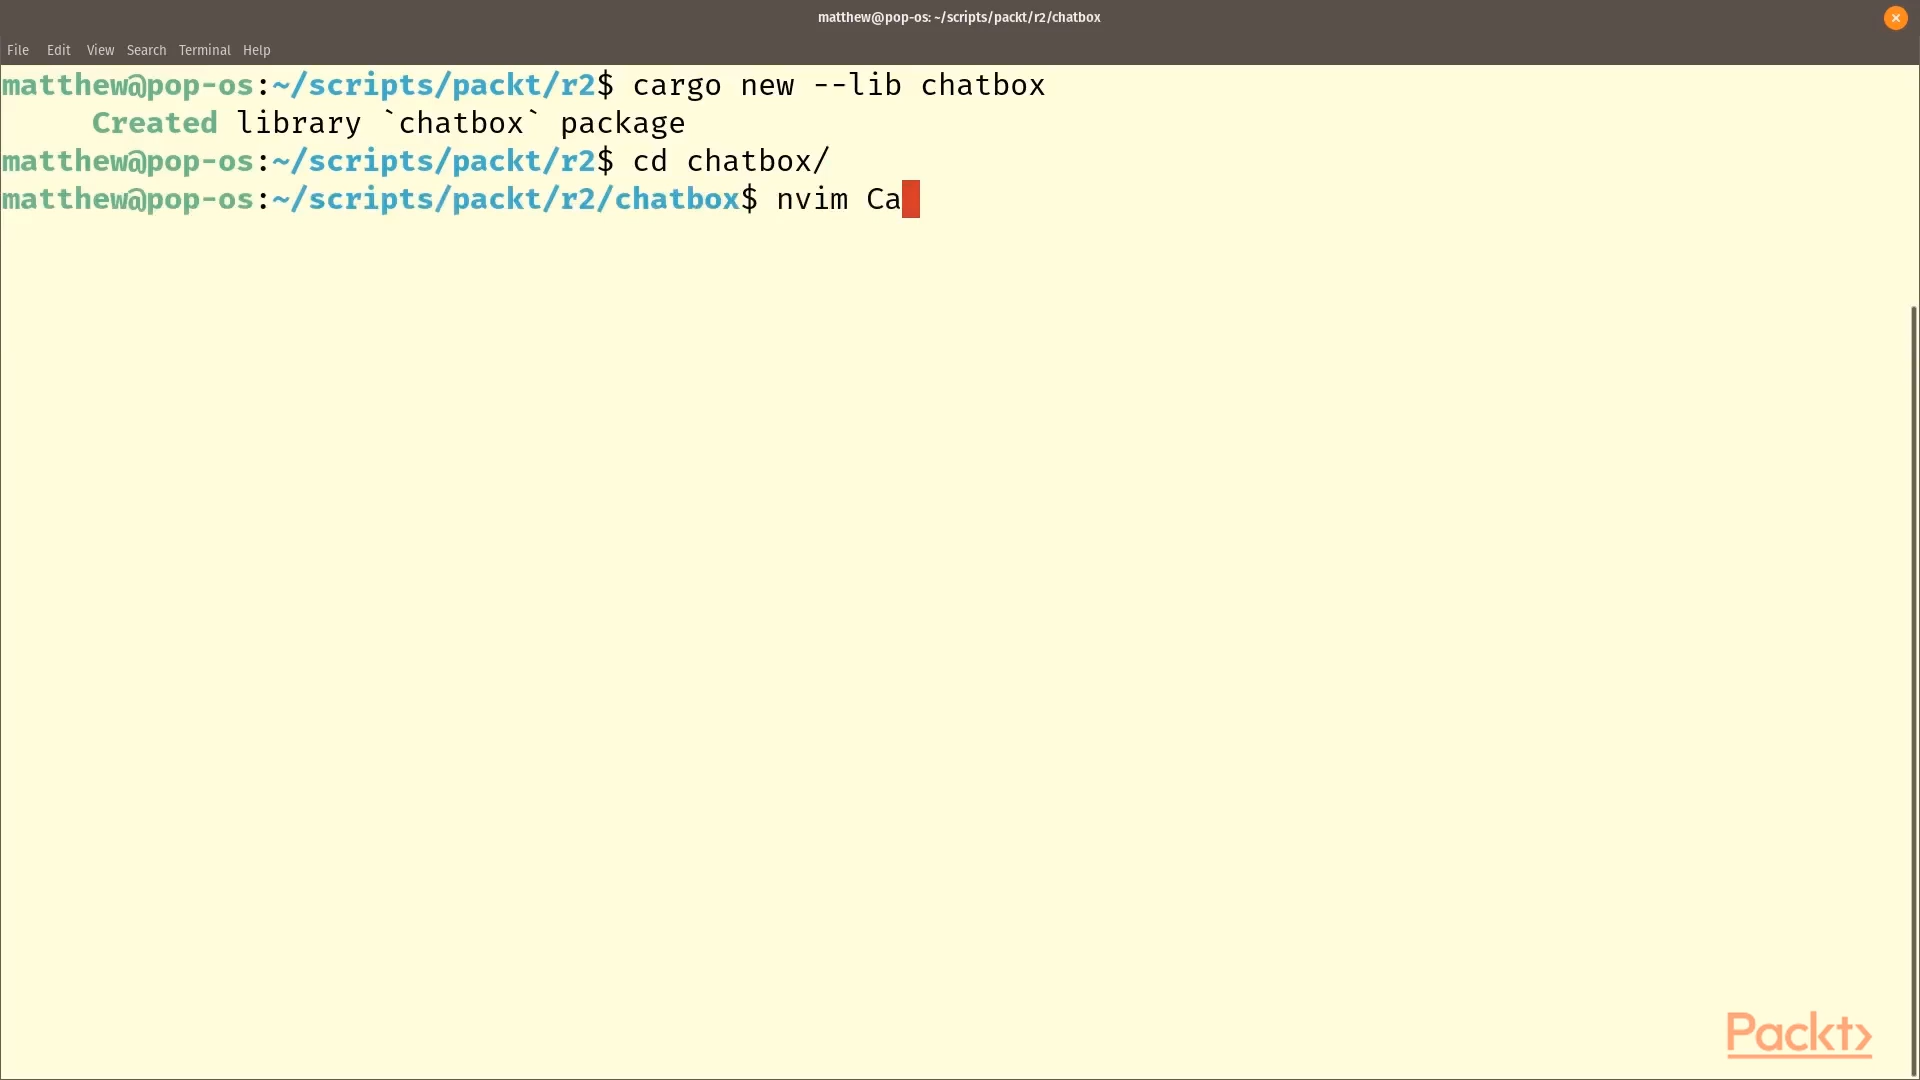 matthew@pop-os: ~/scripts/packt/r2/chatbox
File Edit View Search Terminal Help
matthew@pop-os:~/scripts/packt/r2$ cargo new --lib chatbox
     Created library `chatbox` package
matthew@pop-os:~/scripts/packt/r2$ cd chatbox/
matthew@pop-os:~/scripts/packt/r2/chatbox$ nvim Ca
Packt>